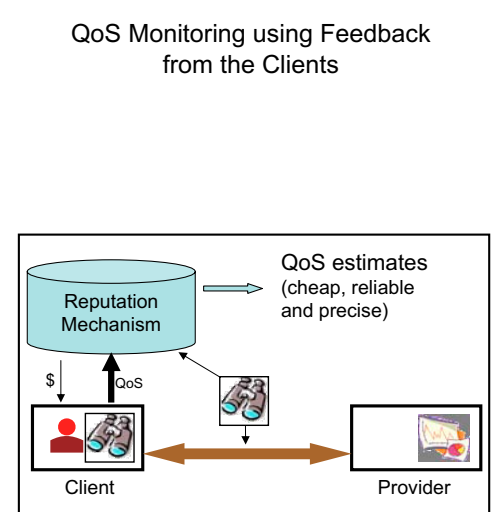 QoS Monitoring using Feedback
from the Clients
QoS estimates
(cheap, reliable
and precise)
Reputation
Mechanism
$
QoS
Client
Provider